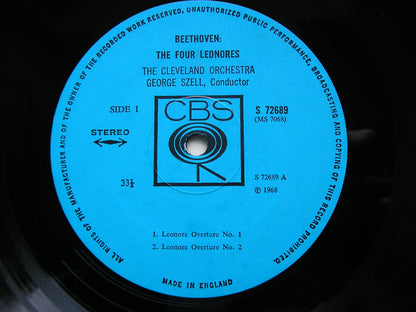 ALL RIGHTS OF THE MANUFACTURER AND OF THE OWNER OF THE RECORDED WORK RESERVED. UNAUTHORIZED PUBLIC PERFORMANCE, BROADCASTING AND COPYING OF THIS RECORD PROHIBITED.
BEETHOVEN:
THE FOUR LEONORES
THE CLEVELAND ORCHESTRA
GEORGE SZELL, Conductor
SIDE I
CBS
S 72689
(MS 7068)
STEREO
33⅓
S 72689 A
℗ 1968
1. Leonore Overture No. 1
2. Leonore Overture No. 2
MADE IN ENGLAND